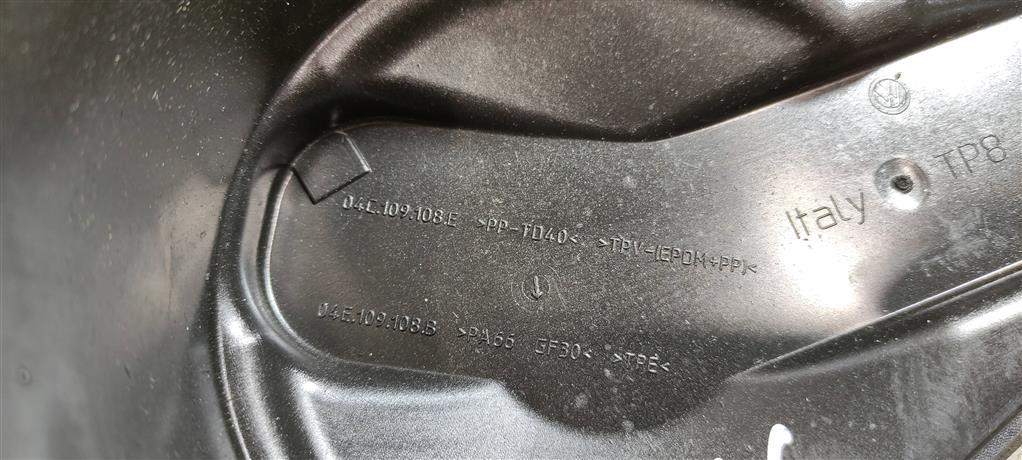 04C.109.108.E >PP-TD40< >TPV-(EPDM+PP)<
04E.109.108.B >PA66 GF30< >TPE<
Italy TP8